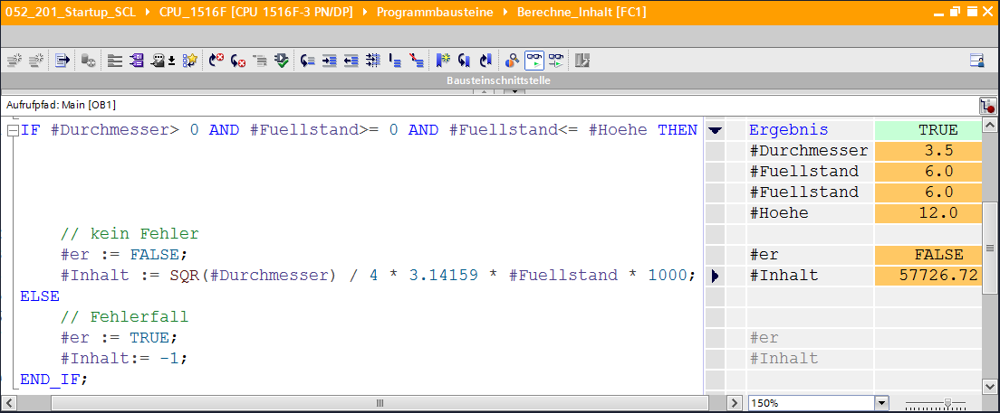 052_201_Startup_SCL ▸ CPU_1516F [CPU 1516F-3 PN/DP] ▸ Programmbausteine ▸ Berechne_Inhalt [FC1]
Bausteinschnittstelle
Aufrufpfad: Main [OB1]
IF #Durchmesser> 0 AND #Fuellstand>= 0 AND #Fuellstand<= #Hoehe THEN Ergebnis TRUE
#Durchmesser 3.5
#Fuellstand 6.0
#Fuellstand 6.0
#Hoehe 12.0
// kein Fehler
#er := FALSE; #er FALSE
#Inhalt := SQR(#Durchmesser) / 4 * 3.14159 * #Fuellstand * 1000; #Inhalt 57726.72
ELSE
// Fehlerfall
#er := TRUE; #er
#Inhalt:= -1; #Inhalt
END_IF;
150%